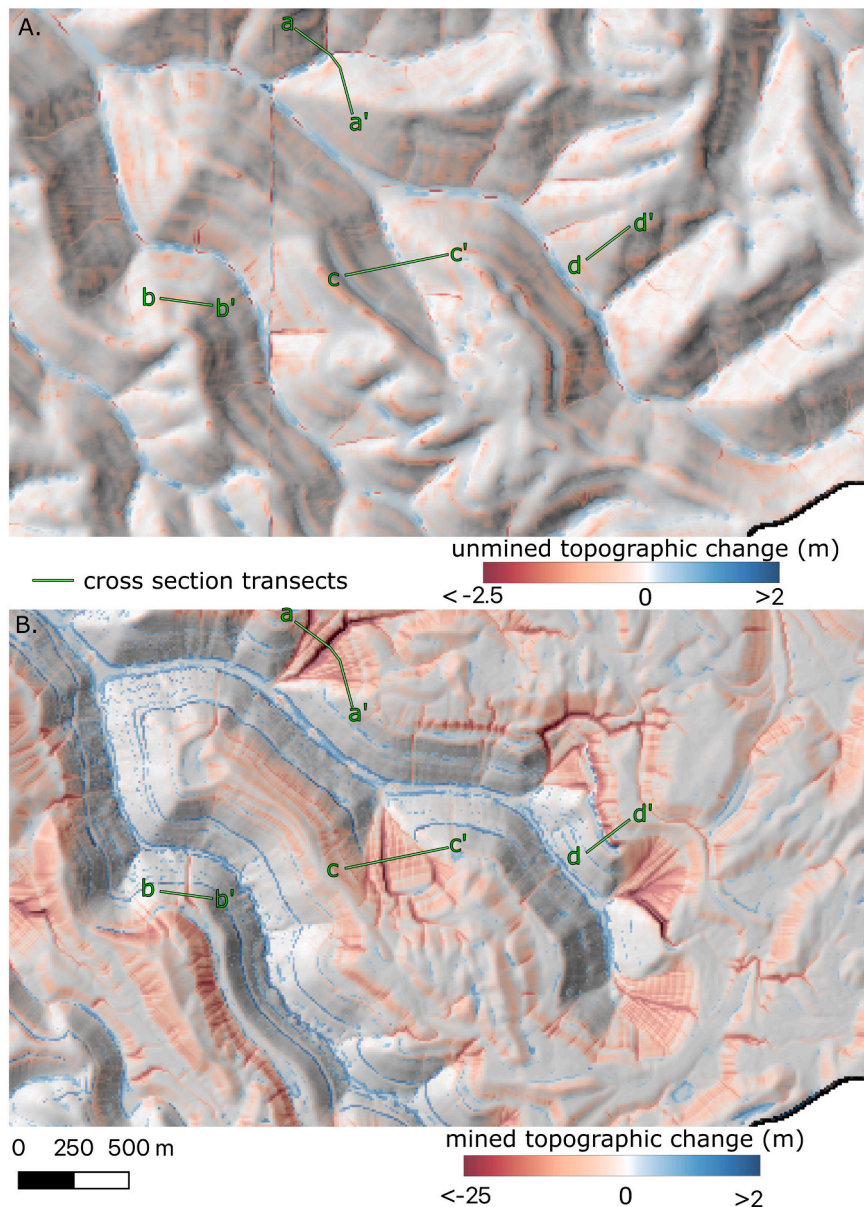 A.
a
a'
d'
c'
d
c
b
b'
unmined topographic change (m)
cross section transects
<-2.5 0 >2
B.
a
a'
d'
c'
d
c
b
b'
0 250 500 m
mined topographic change (m)
<-25 0 >2